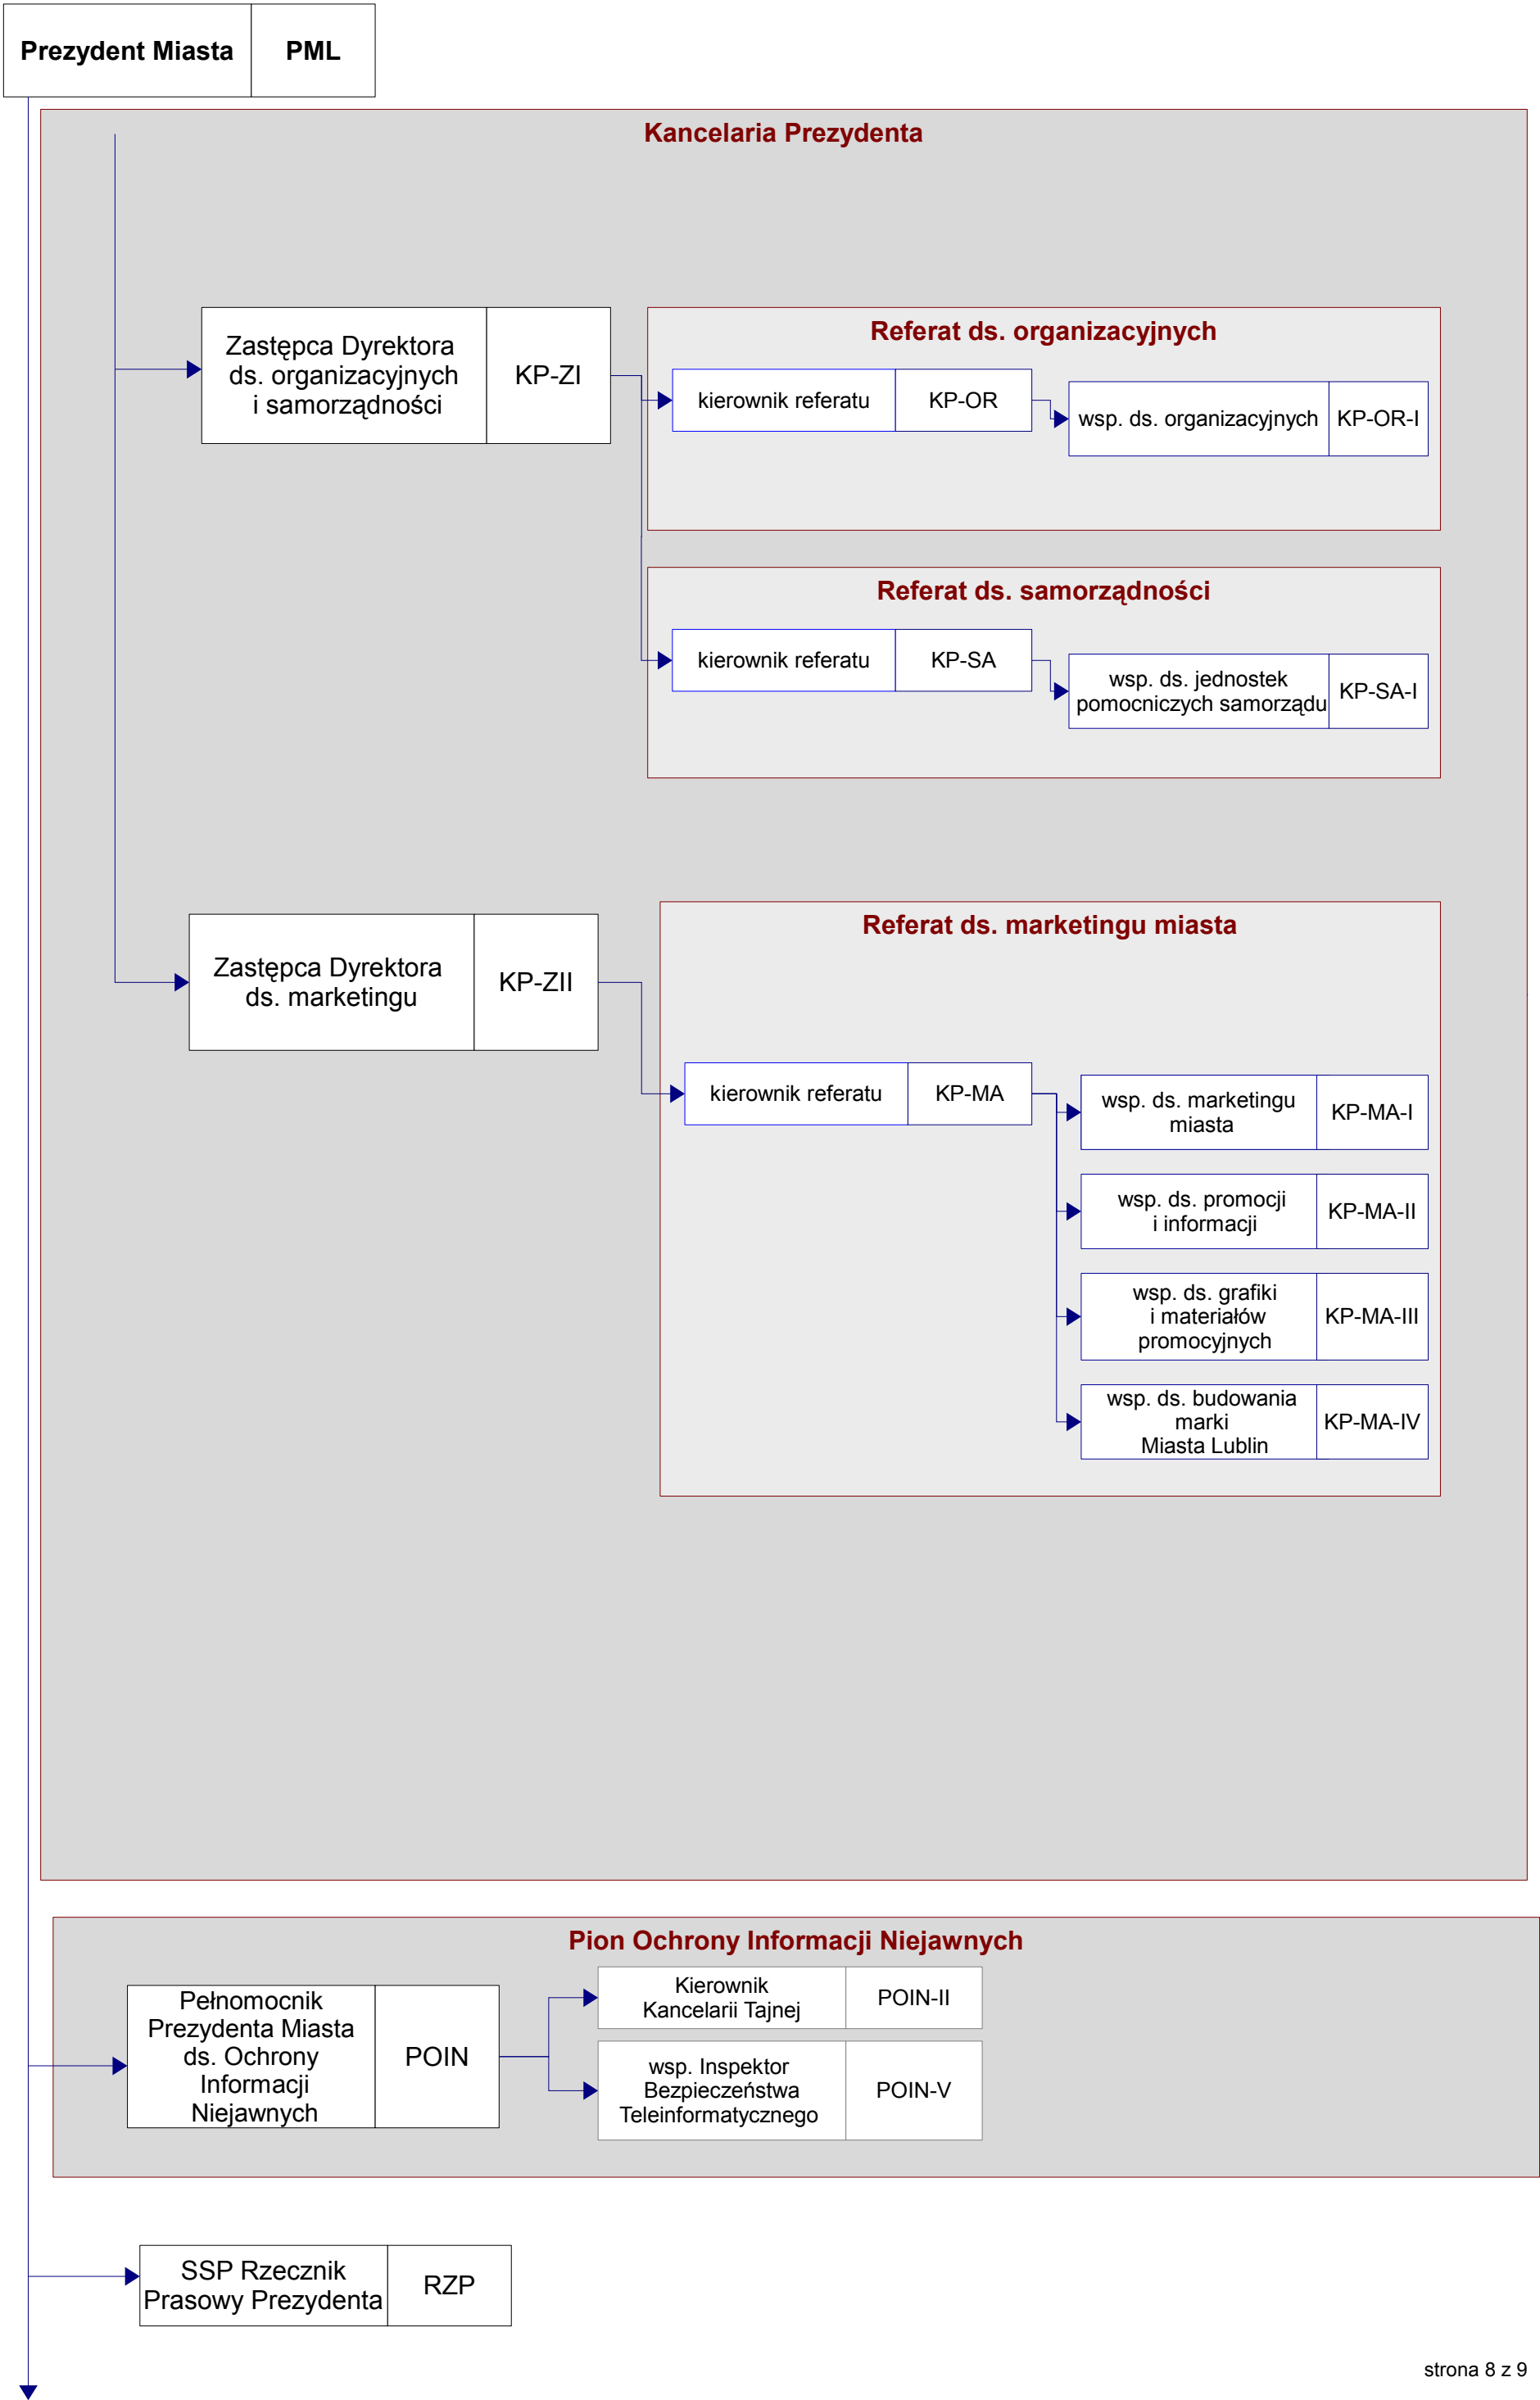 Prezydent Miasta
PML
Kancelaria Prezydenta
Zastępca Dyrektora
ds. organizacyjnych
i samorządności
KP-ZI
Referat ds. organizacyjnych
kierownik referatu
KP-OR
wsp. ds. organizacyjnych
KP-OR-I
Referat ds. samorządności
kierownik referatu
KP-SA
wsp. ds. jednostek
pomocniczych samorządu
KP-SA-I
Zastępca Dyrektora
ds. marketingu
KP-ZII
Referat ds. marketingu miasta
kierownik referatu
KP-MA
wsp. ds. marketingu
miasta
KP-MA-I
wsp. ds. promocji
i informacji
KP-MA-II
wsp. ds. grafiki
i materiałów
promocyjnych
KP-MA-III
wsp. ds. budowania
marki
Miasta Lublin
KP-MA-IV
Pion Ochrony Informacji Niejawnych
Pełnomocnik
Prezydenta Miasta
ds. Ochrony
Informacji
Niejawnych
POIN
Kierownik
Kancelarii Tajnej
POIN-II
wsp. Inspektor
Bezpieczeństwa
Teleinformatycznego
POIN-V
SSP Rzecznik
Prasowy Prezydenta
RZP
strona 8 z 9